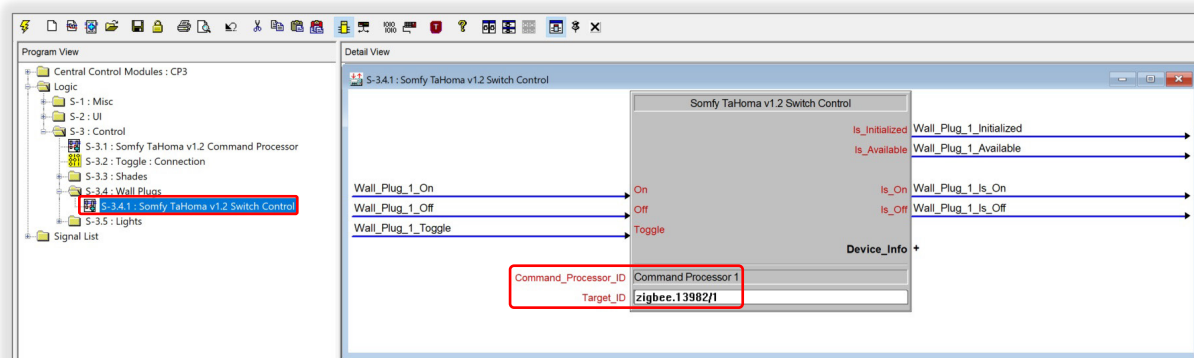 Program View
Central Control Modules : CP3
Logic
S-1 : Misc
S-2 : UI
S-3 : Control
S-3.1 : Somfy TaHoma v1.2 Command Processor
S-3.2 : Toggle : Connection
S-3.3 : Shades
S-3.4 : Wall Plugs
S-3.4.1 : Somfy TaHoma v1.2 Switch Control
S-3.5 : Lights
Signal List
Detail View
S-3.4.1 : Somfy TaHoma v1.2 Switch Control
Somfy TaHoma v1.2 Switch Control
Is_Initialized Wall_Plug_1_Initialized
Is_Available Wall_Plug_1_Available
Wall_Plug_1_On On Is_On Wall_Plug_1_Is_On
Wall_Plug_1_Off Off Is_Off Wall_Plug_1_Is_Off
Wall_Plug_1_Toggle Toggle
Device_Info +
Command_Processor_ID Command Processor 1
Target_ID zigbee.13982/1